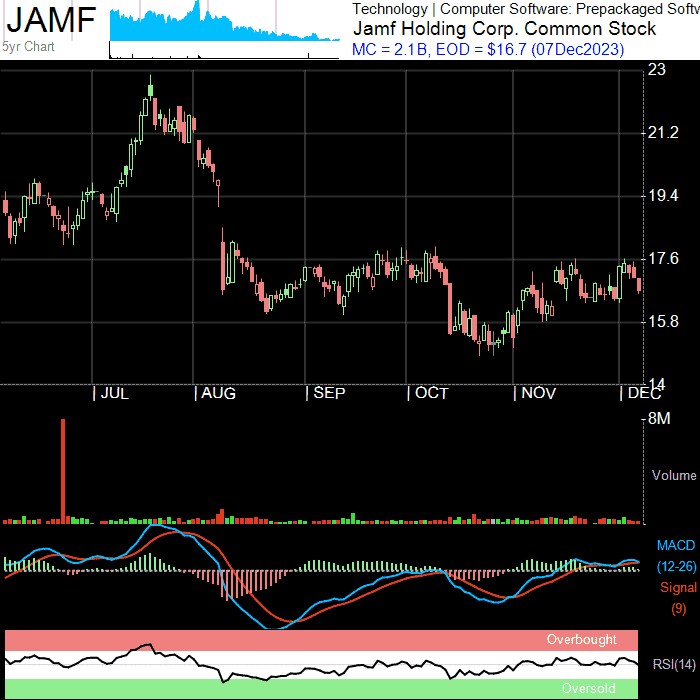 JAMF
5yr Chart
Technology | Computer Software: Prepackaged Softw
Jamf Holding Corp. Common Stock
MC = 2.1B, EOD = $16.7 (07Dec2023)
23
21.2
19.4
17.6
15.8
14
JUL AUG SEP OCT NOV DEC
8M
Volume
MACD
(12-26)
Signal
(9)
Overbought
RSI(14)
Oversold